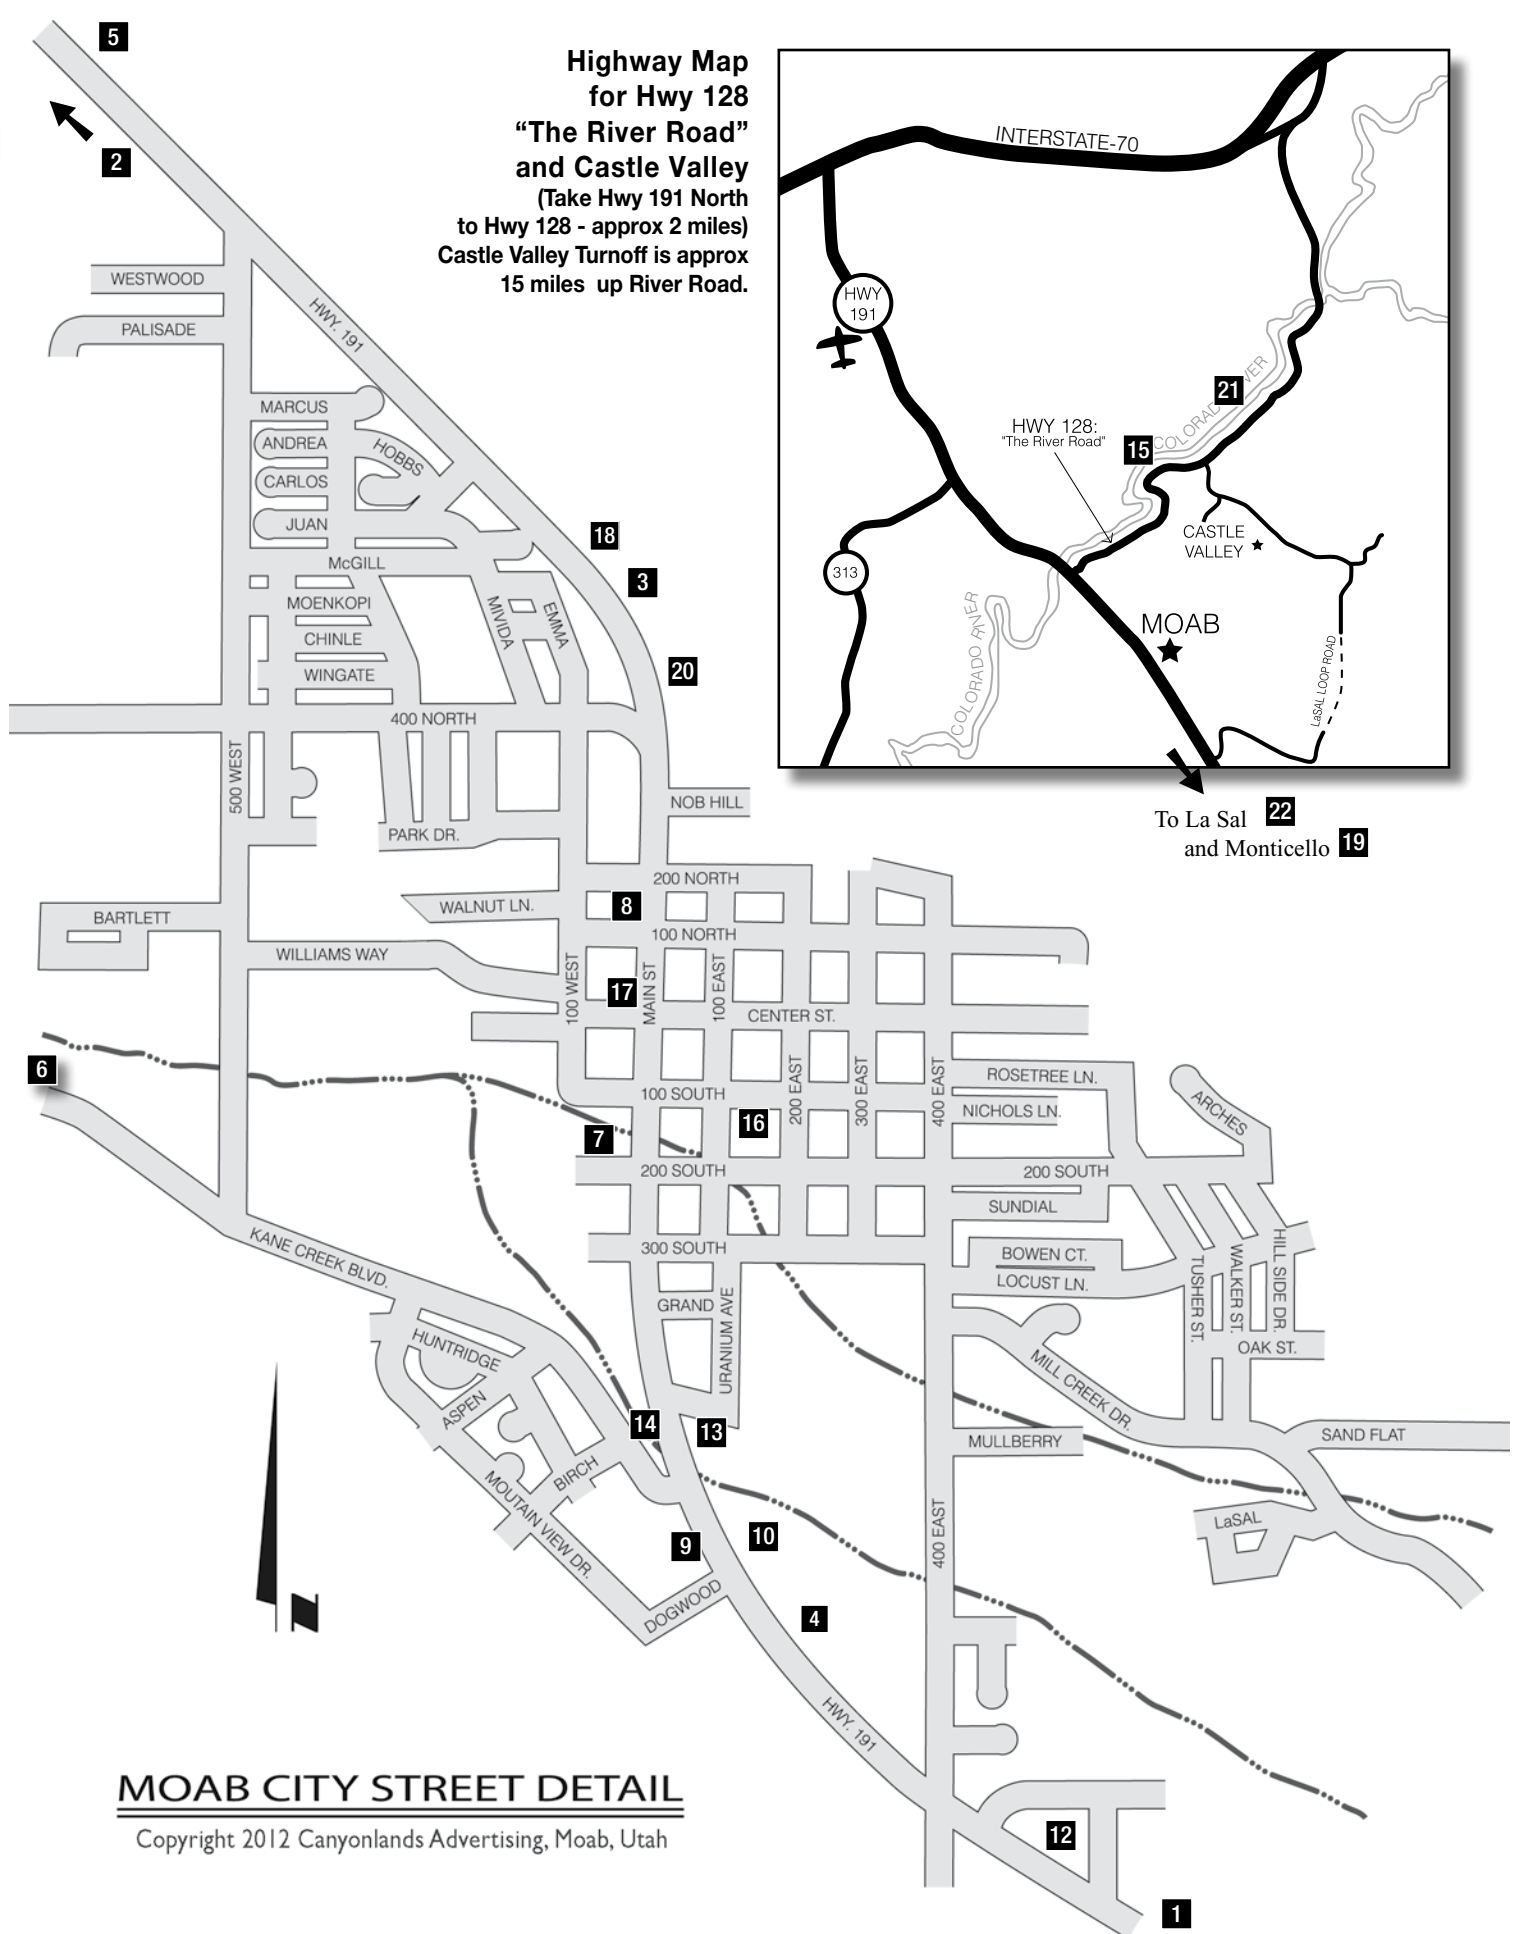 5
2
Highway Map
for Hwy 128
“The River Road”
and Castle Valley
(Take Hwy 191 North
to Hwy 128 - approx 2 miles)
Castle Valley Turnoff is approx
15 miles up River Road.
INTERSTATE-70
HWY
191
21
HWY 128:
"The River Road"
15
CASTLE
VALLEY
313
COLORADO RIVER
MOAB
LaSAL LOOP ROAD
To La Sal 22
and Monticello 19
WESTWOOD
PALISADE
HWY. 191
MARCUS
ANDREA
HOBBS
CARLOS
JUAN
18
McGILL
3
MOENKOPI
MIVIDA
EMMA
CHINLE
WINGATE
20
400 NORTH
500 WEST
NOB HILL
PARK DR.
200 NORTH
WALNUT LN.
8
BARTLETT
100 NORTH
WILLIAMS WAY
100 WEST
17
MAIN ST
100 EAST
CENTER ST.
6
200 EAST
300 EAST
400 EAST
ROSETREE LN.
100 SOUTH
NICHOLS LN.
ARCHES
16
7
200 SOUTH
200 SOUTH
SUNDIAL
KANE CREEK BLVD.
300 SOUTH
BOWEN CT.
LOCUST LN.
TUSHER ST.
WALKER ST.
HILL SIDE DR.
GRAND
URANIUM AVE
HUNTRIDGE
OAK ST.
MILL CREEK DR.
ASPEN
14
13
MULLBERRY
SAND FLAT
BIRCH
MOUTAIN VIEW DR.
9
10
400 EAST
LaSAL
DOGWOOD
4
N
HWY. 191
MOAB CITY STREET DETAIL
Copyright 2012 Canyonlands Advertising, Moab, Utah
12
1